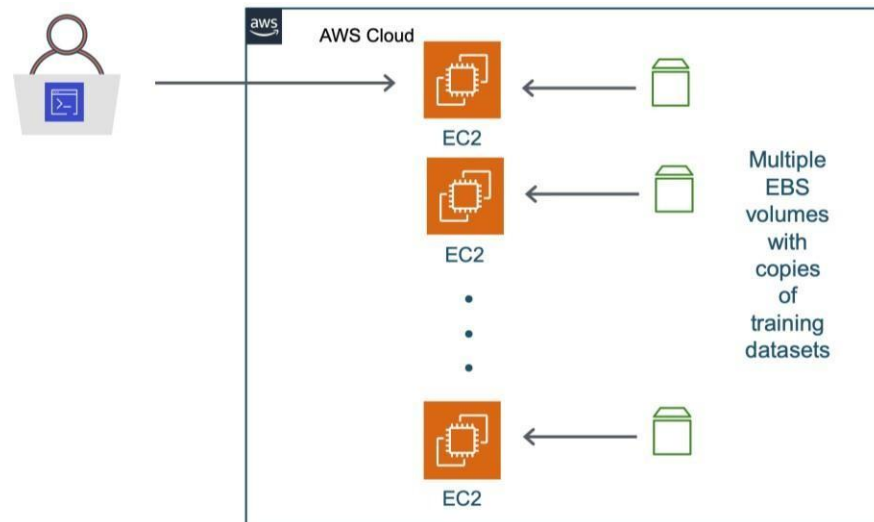 aws
AWS Cloud
>_
EC2
EC2
EC2
Multiple
EBS
volumes
with
copies
of
training
datasets